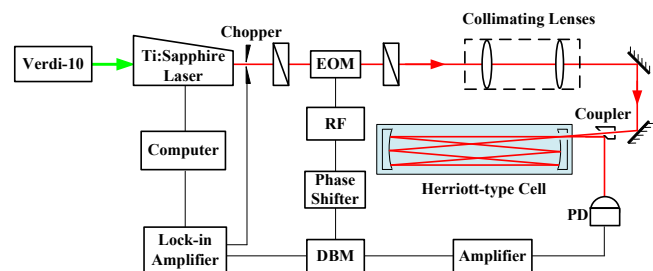 Chopper
Collimating Lenses
Verdi-10
Ti:Sapphire
Laser
EOM
Coupler
RF
Computer
Phase
Shifter
Herriott-type Cell
PD
Lock-in
Amplifier
DBM
Amplifier